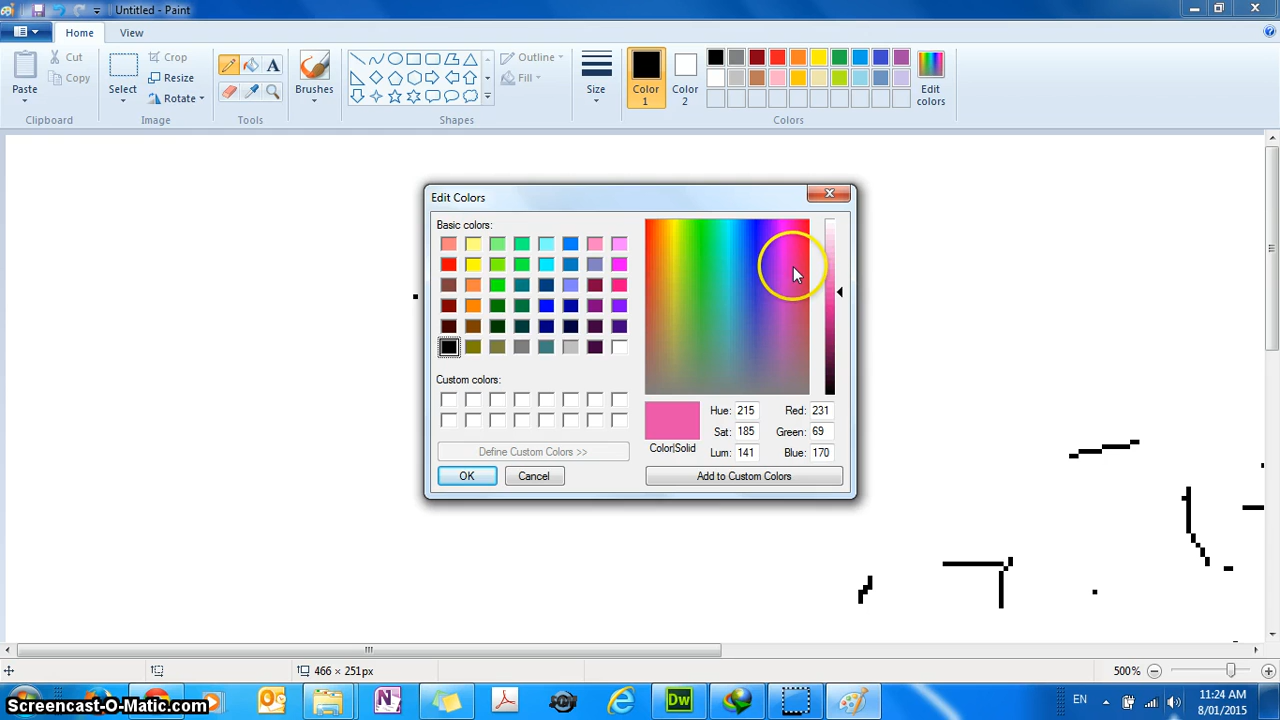 Untitled - Paint
Home View
Paste
Cut
Copy
Clipboard
Select
Crop
Resize
Rotate
Image
A
Tools
Brushes
Outline
Fill
Shapes
Size
Color 1
Color 2
Edit colors
Colors
Edit Colors
Basic colors:
Custom colors:
Define Custom Colors >>
OK Cancel
Color|Solid
Hue: 215 Red: 231
Sat: 185 Green: 69
Lum: 141 Blue: 170
Add to Custom Colors
466 × 251px 500%
Dw
N
EN
11:24 AM
8/01/2015
Screencast-O-Matic.com